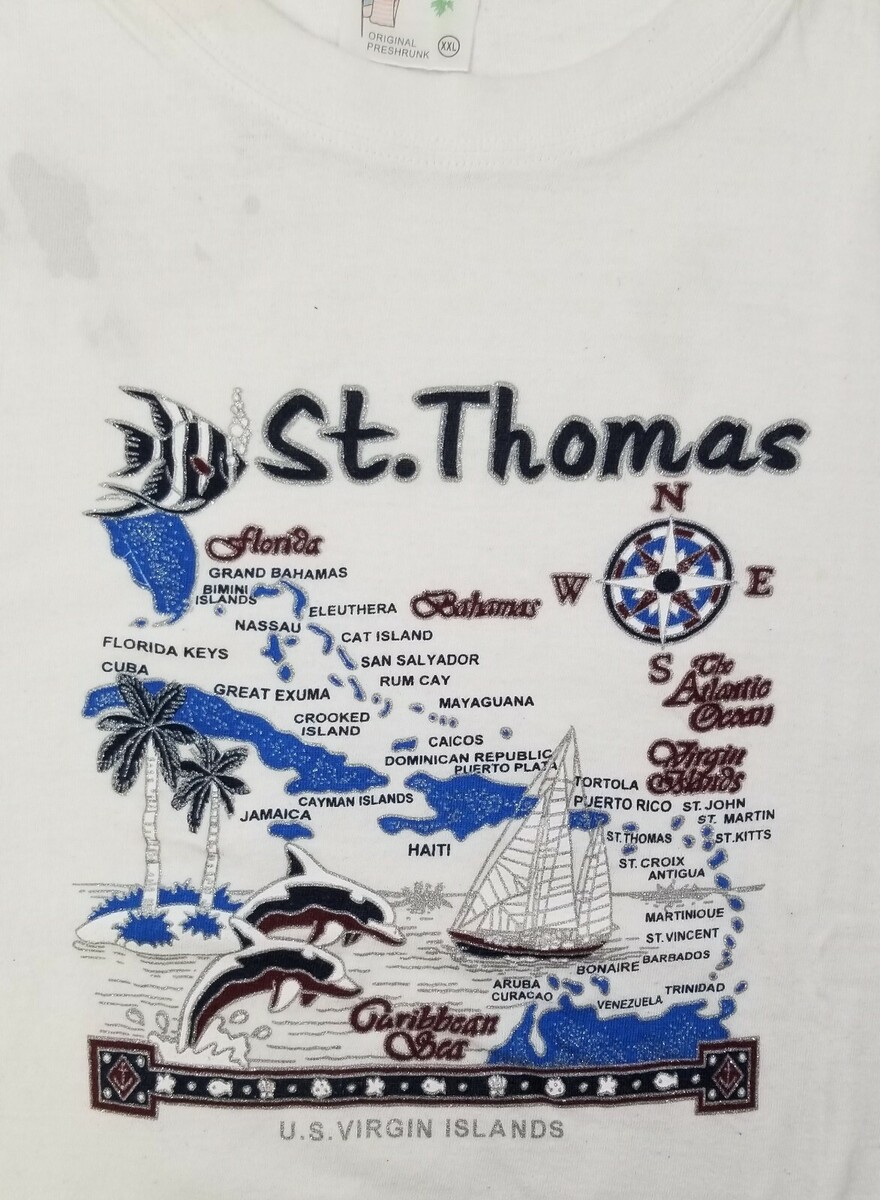 ORIGINAL
PRESHRUNK
XXL
St.Thomas
N
W
E
S
Florida
GRAND BAHAMAS
BIMINI
ISLANDS
ELEUTHERA
Bahamas
NASSAU
CAT ISLAND
FLORIDA KEYS
SAN SALYADOR
The
Atlantic
Ocean
CUBA
RUM CAY
GREAT EXUMA
MAYAGUANA
CROOKED
ISLAND
CAICOS
Virgin
Islands
DOMINICAN REPUBLIC
PUERTO PLATA
TORTOLA
CAYMAN ISLANDS
PUERTO RICO
ST. JOHN
JAMAICA
ST. MARTIN
HAITI
ST.THOMAS
ST.KITTS
ST.CROIX
ANTIGUA
MARTINIOUE
ST.VINCENT
BARBADOS
BONAIRE
ARUBA
CURACAO
TRINIDAD
VENEZUELA
Caribbean
Sea
U.S.VIRGIN ISLANDS